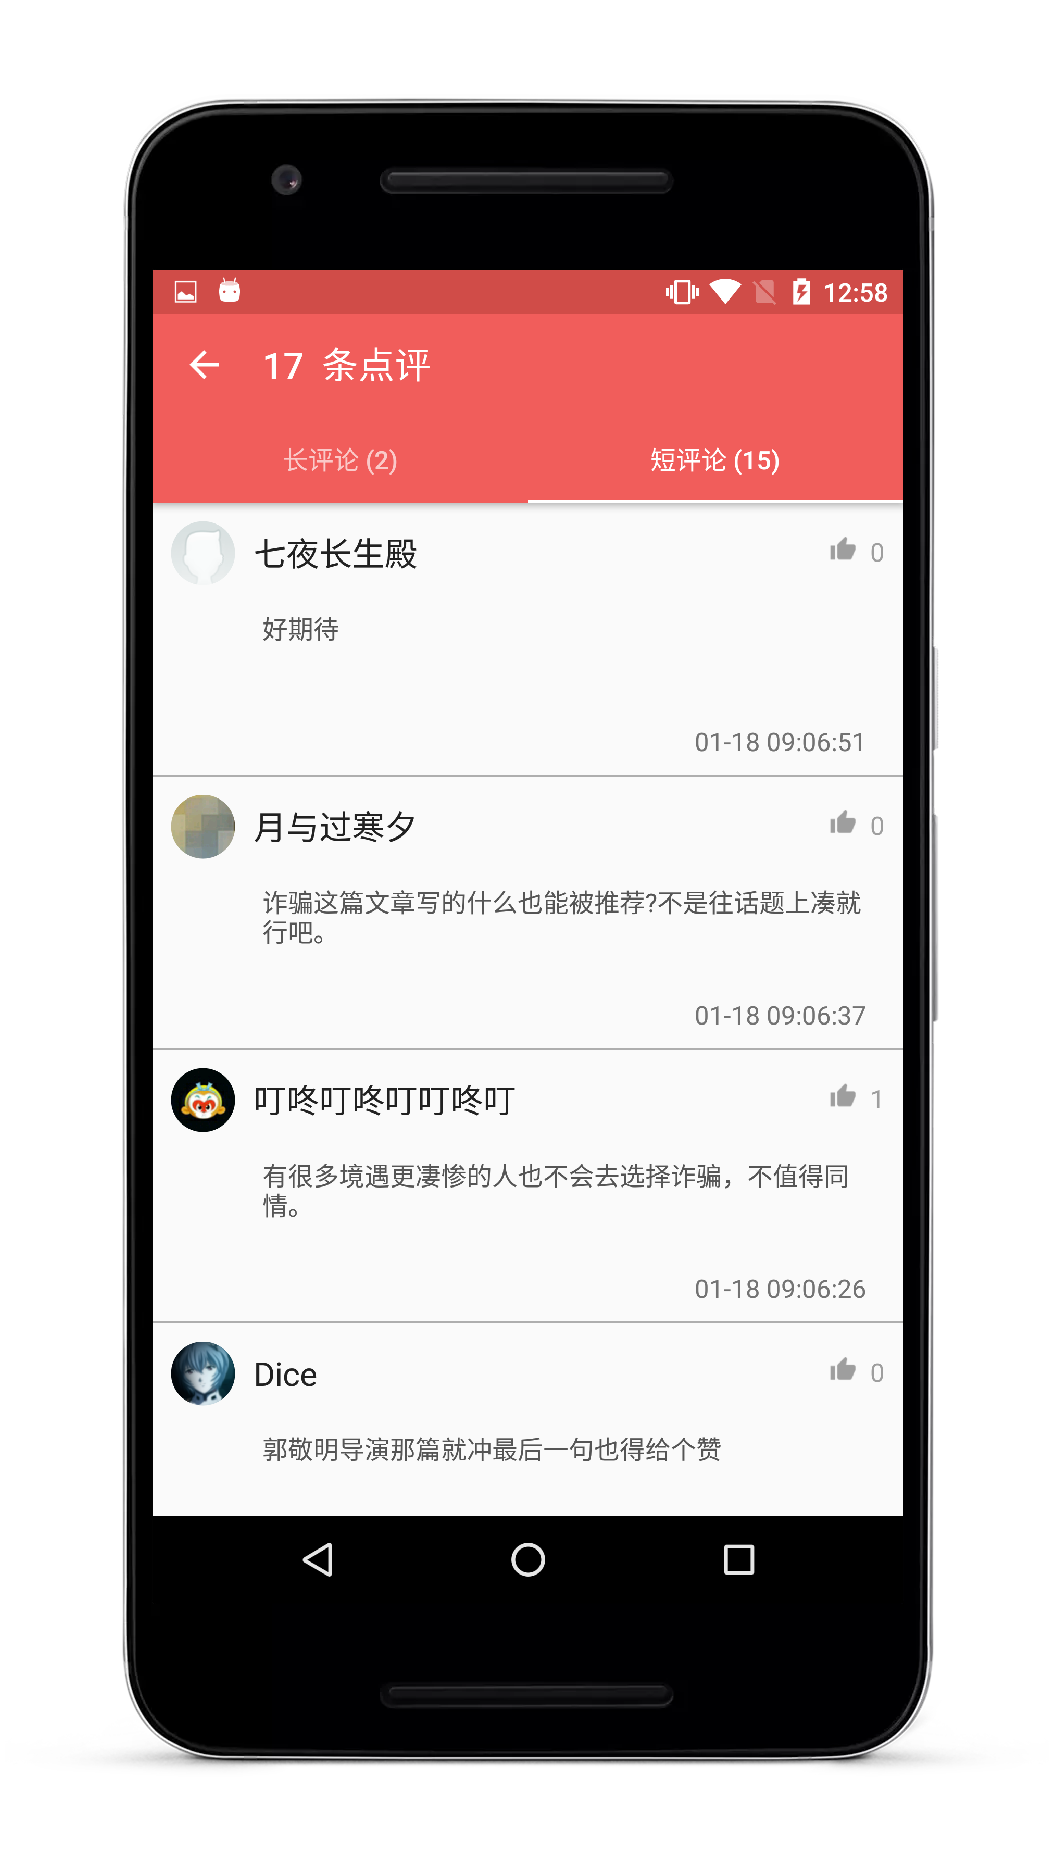 12:58
17 条点评
长评论 (2)
短评论 (15)
七夜长生殿
0
好期待
01-18 09:06:51
月与过寒夕
0
诈骗这篇文章写的什么也能被推荐?不是往话题上凑就
行吧。
01-18 09:06:37
叮咚叮咚叮叮咚叮
1
有很多境遇更凄惨的人也不会去选择诈骗，不值得同
情。
01-18 09:06:26
Dice
0
郭敬明导演那篇就冲最后一句也得给个赞